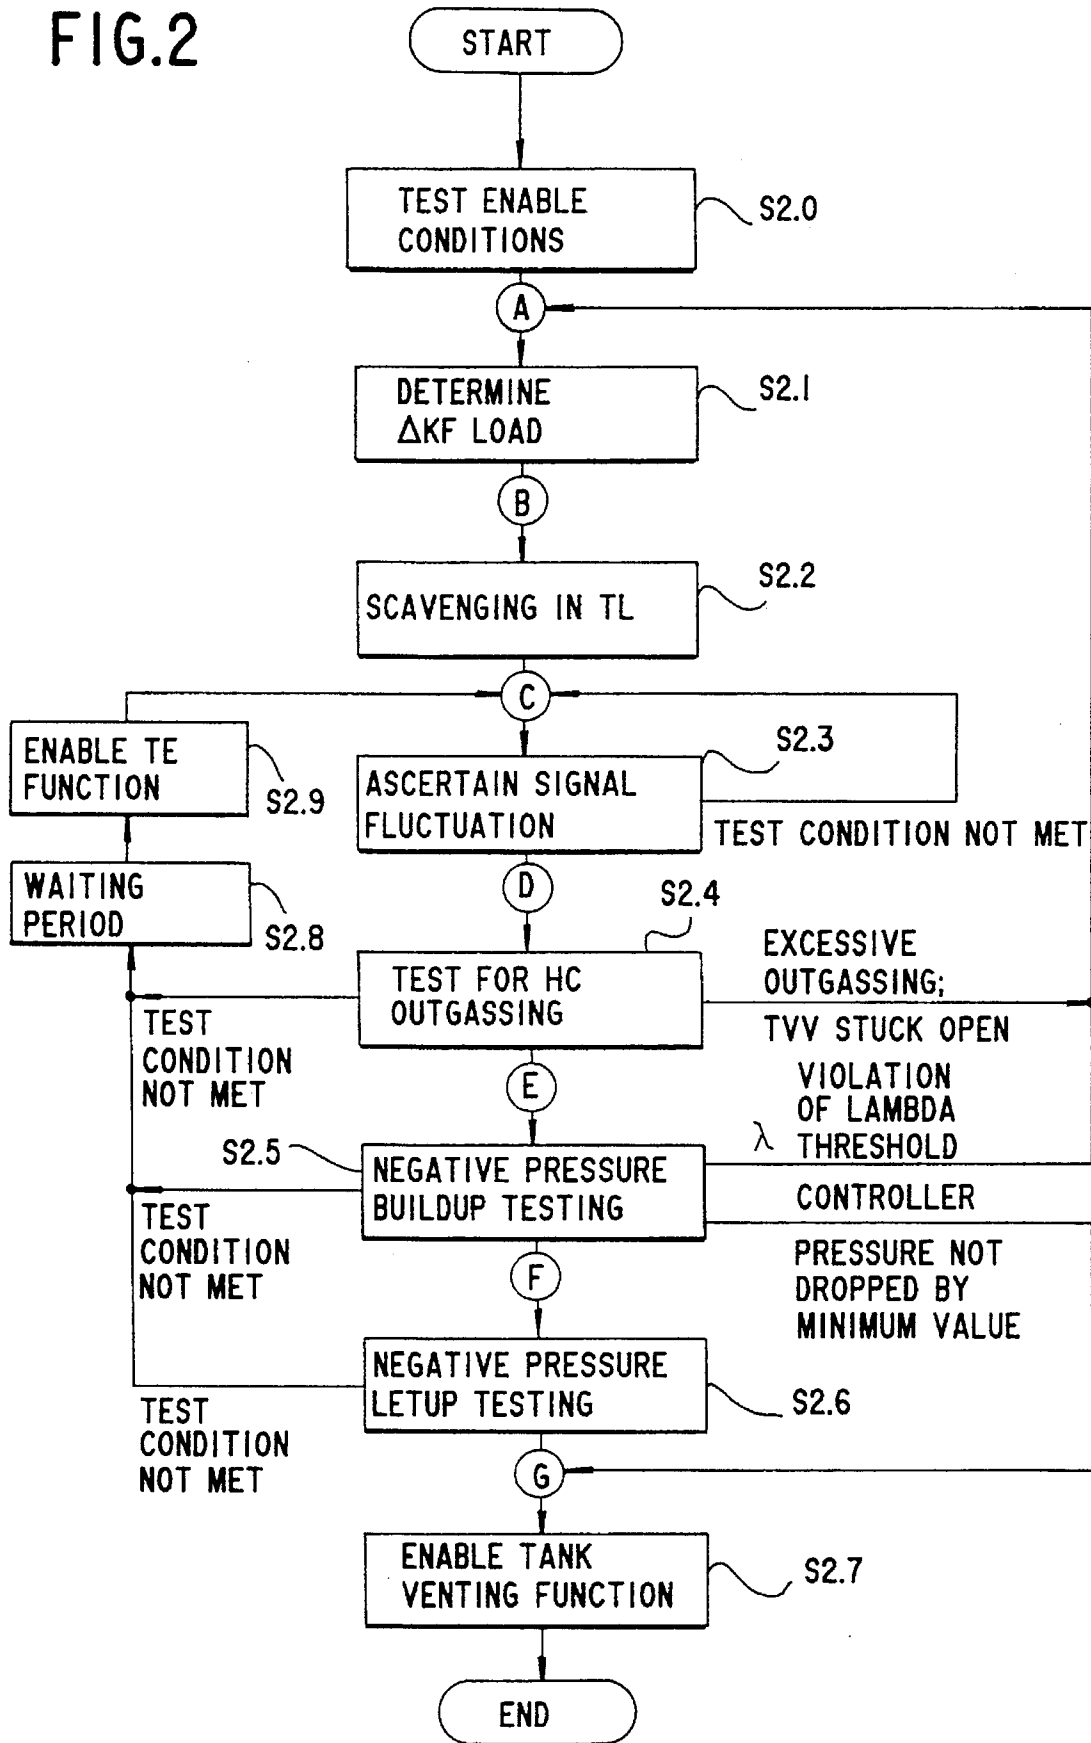 FIG.2
START
TEST ENABLE
CONDITIONS
S2.0
A
DETERMINE
ΔKF LOAD
S2.1
B
SCAVENGING IN TL
S2.2
C
ENABLE TE
FUNCTION
S2.9
ASCERTAIN SIGNAL
FLUCTUATION
S2.3
TEST CONDITION NOT MET
WAITING
PERIOD
S2.8
D
TEST FOR HC
OUTGASSING
S2.4
EXCESSIVE
OUTGASSING;
TVV STUCK OPEN
TEST
CONDITION
NOT MET
E
VIOLATION
OF LAMBDA
λ THRESHOLD
S2.5
NEGATIVE PRESSURE
BUILDUP TESTING
CONTROLLER
TEST
CONDITION
NOT MET
F
PRESSURE NOT
DROPPED BY
MINIMUM VALUE
NEGATIVE PRESSURE
LETUP TESTING
S2.6
TEST
CONDITION
NOT MET
G
ENABLE TANK
VENTING FUNCTION
S2.7
END